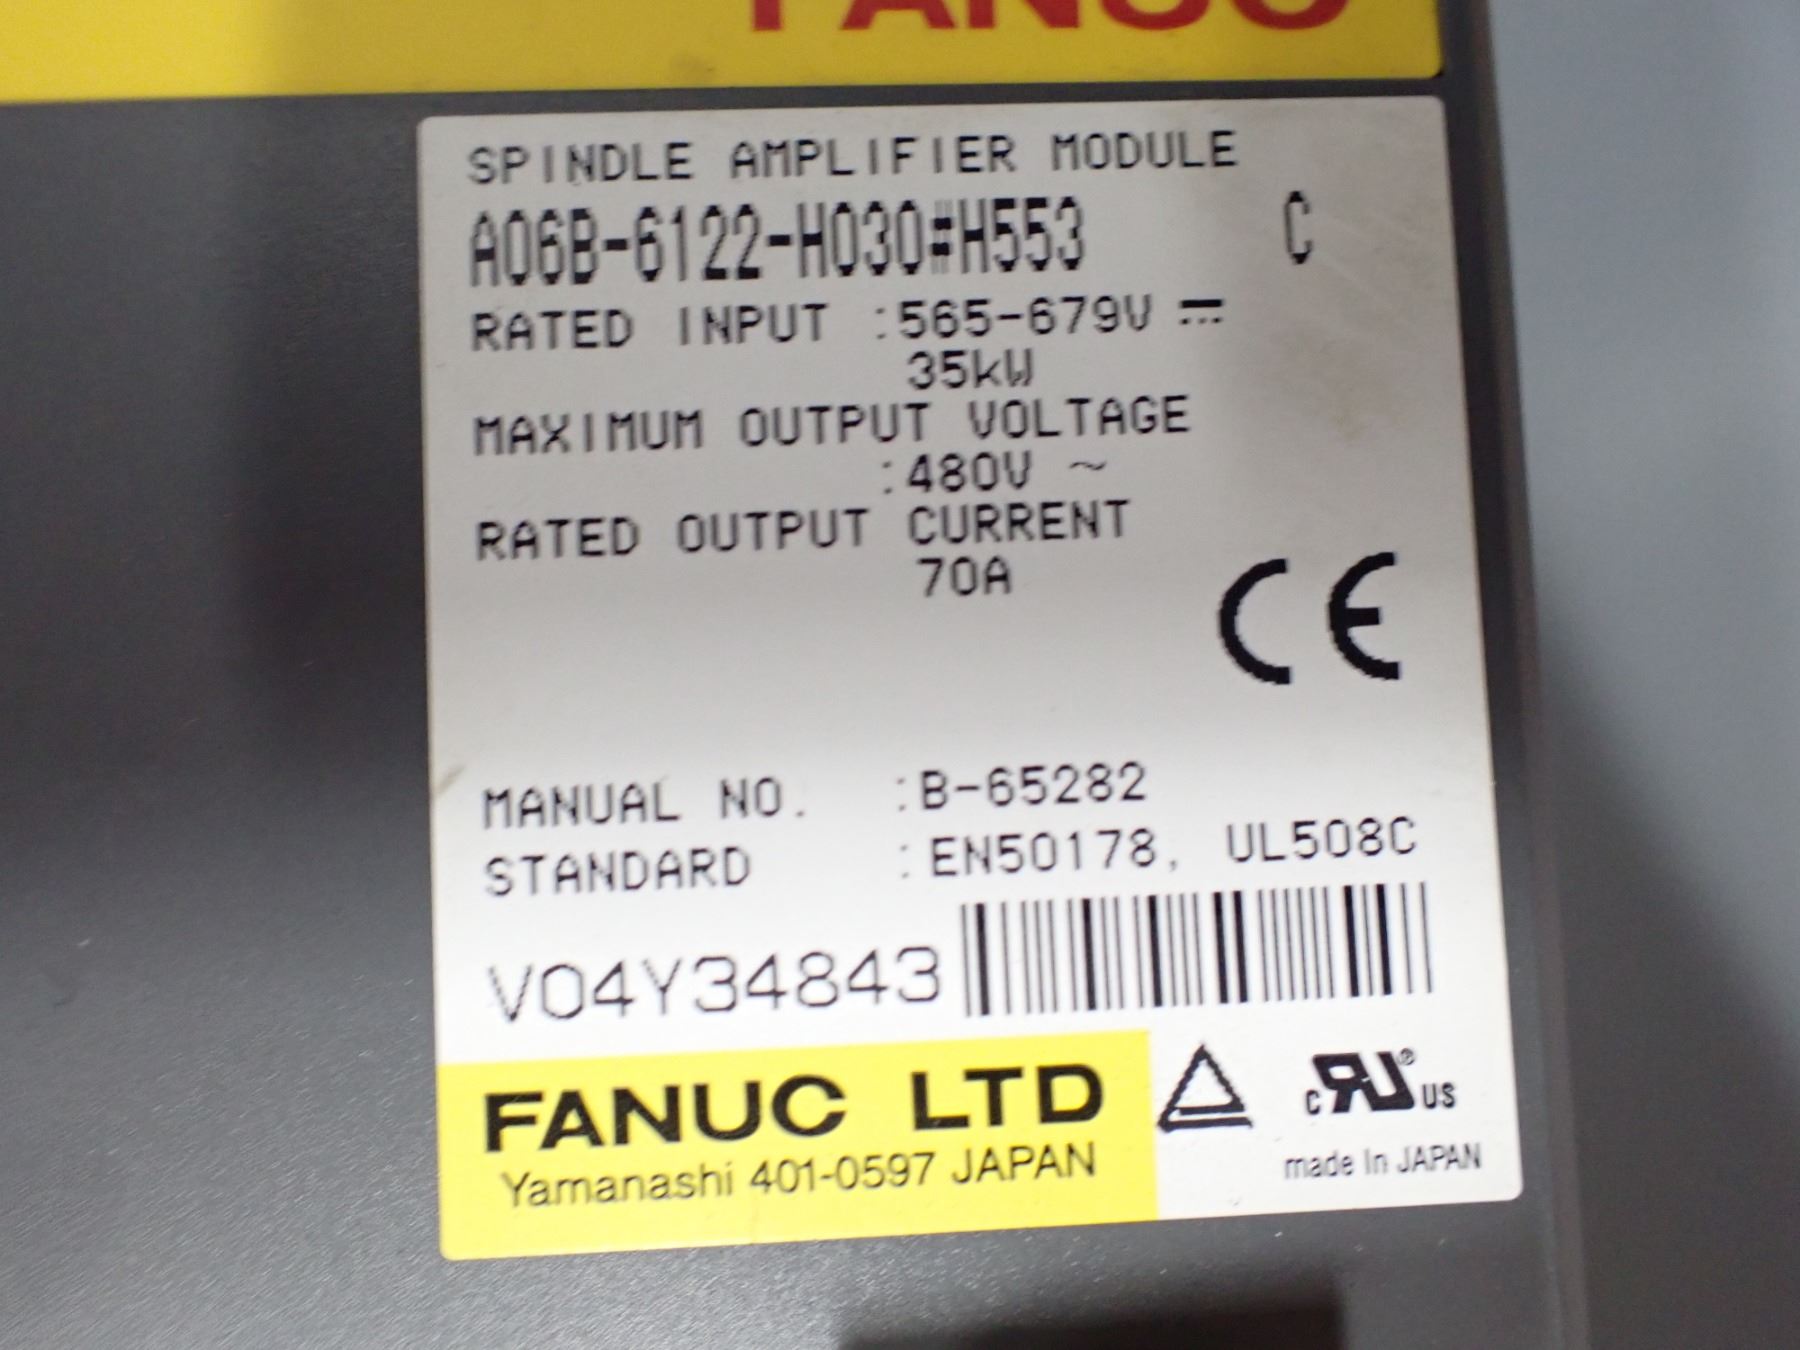 FANUC
SPINDLE AMPLIFIER MODULE
A06B-6122-H030#H553 C
RATED INPUT :565-679V ⎓
35kW
MAXIMUM OUTPUT VOLTAGE
:480V ~
RATED OUTPUT CURRENT
70A
CE
MANUAL NO. :B-65282
STANDARD :EN50178, UL508C
V04Y34843
FANUC LTD
Yamanashi 401-0597 JAPAN
c RU ® US
made In JAPAN